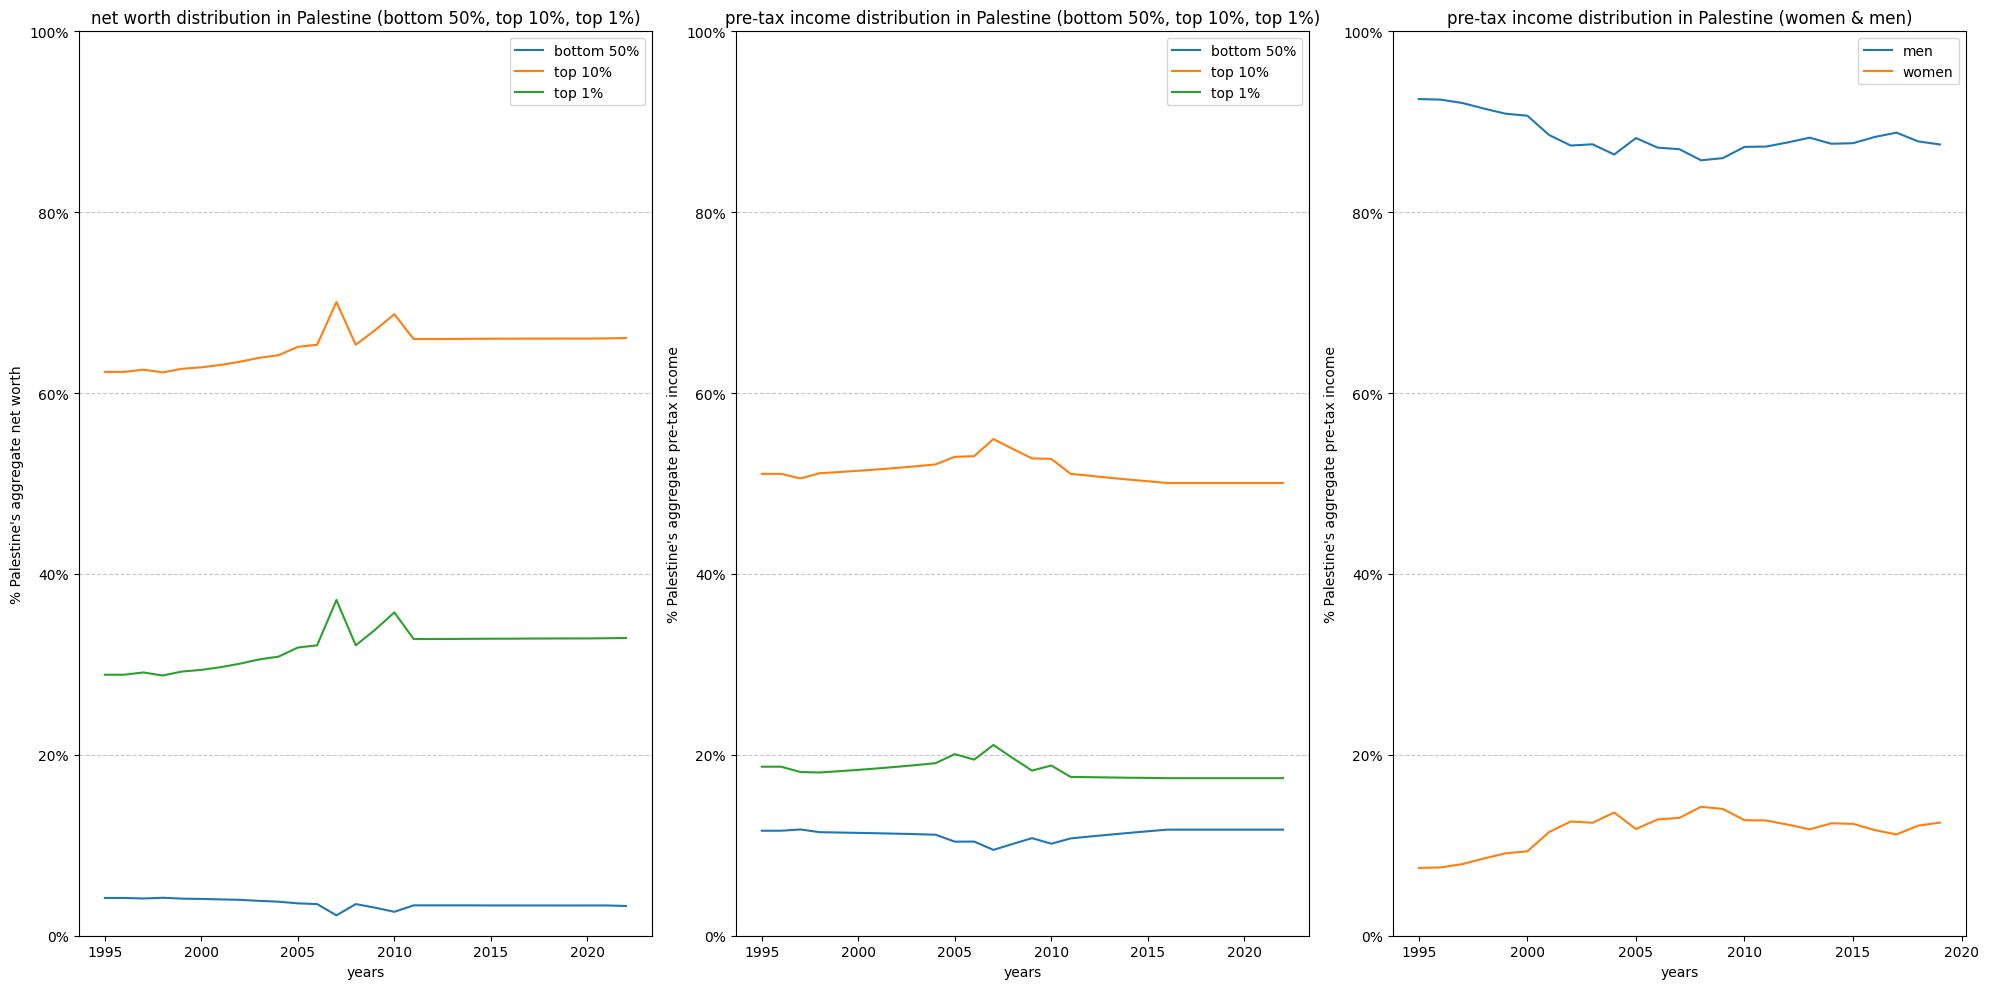 net worth distribution in Palestine (bottom 50%, top 10%, top 1%)
100%
80%
60%
40%
20%
0%
% Palestine's aggregate net worth
bottom 50%
top 10%
top 1%
1995
2000
2005
2010
2015
2020
years
pre-tax income distribution in Palestine (bottom 50%, top 10%, top 1%)
100%
80%
60%
40%
20%
0%
% Palestine's aggregate pre-tax income
bottom 50%
top 10%
top 1%
1995
2000
2005
2010
2015
2020
years
pre-tax income distribution in Palestine (women & men)
100%
80%
60%
40%
20%
0%
% Palestine's aggregate pre-tax income
men
women
1995
2000
2005
2010
2015
2020
years